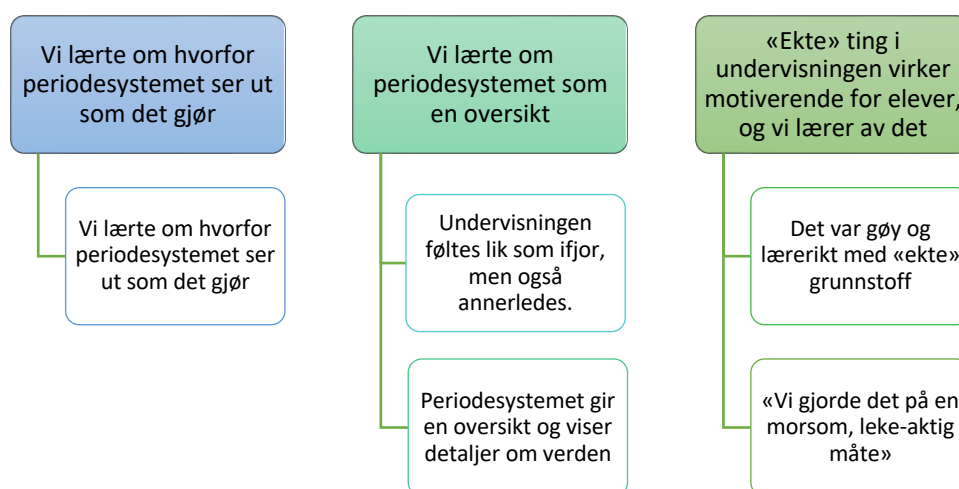 Vi lærte om hvorfor
periodesystemet ser ut
som det gjør
Vi lærte om hvorfor
periodesystemet ser
ut som det gjør
Vi lærte om
periodesystemet som
en oversikt
Undervisningen
føltes lik som ifjor,
men også
annerledes.
Periodesystemet gir
en oversikt og viser
detaljer om verden
«Ekte» ting i
undervisningen virker
motiverende for elever,
og vi lærer av det
Det var gøy og
lærerikt med «ekte»
grunnstoff
«Vi gjorde det på en
morsom, leke-aktig
måte»